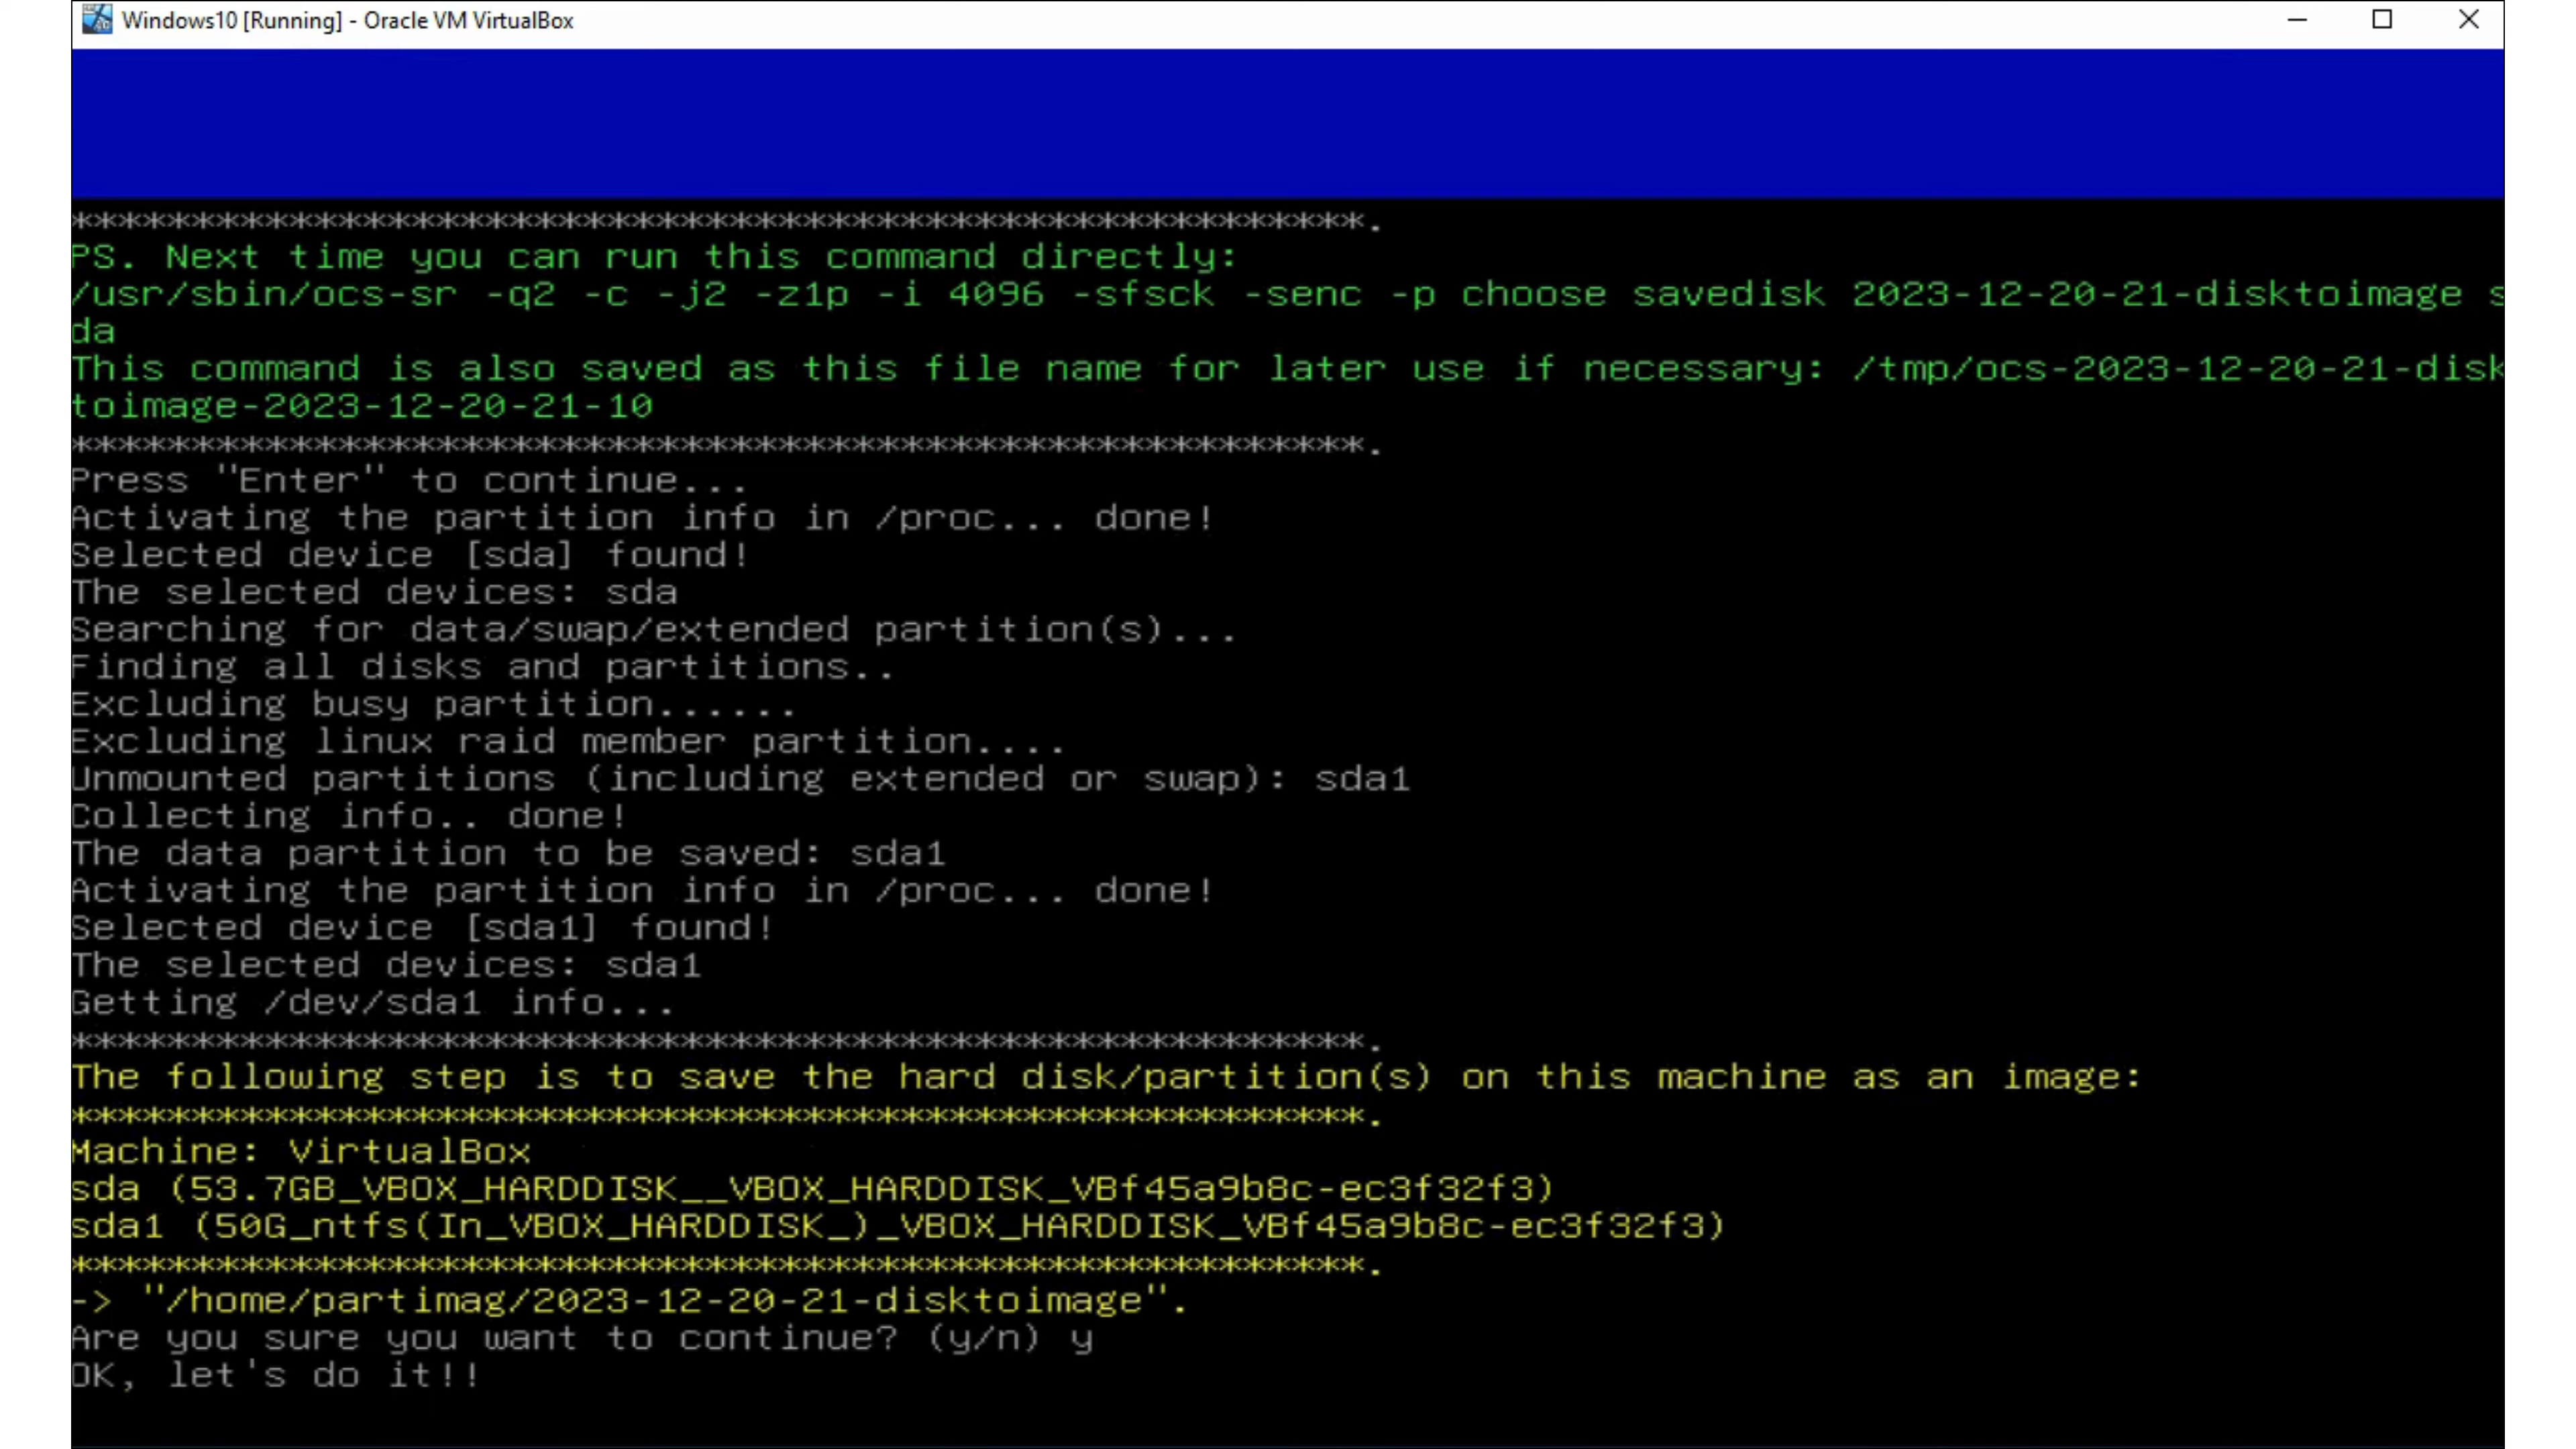 Windows10 [Running] - Oracle VM VirtualBox
*****************************************************.
PS. Next time you can run this command directly:
/usr/sbin/ocs-sr -q2 -c -j2 -z1p -i 4096 -sfsck -senc -p choose savedisk 2023-12-20-21-disktoimage s
da
This command is also saved as this file name for later use if necessary: /tmp/ocs-2023-12-20-21-disk
toimage-2023-12-20-21-10
*****************************************************.
Press "Enter" to continue...
Activating the partition info in /proc... done!
Selected device [sda] found!
The selected devices: sda
Searching for data/swap/extended partition(s)...
Finding all disks and partitions..
Excluding busy partition......
Excluding linux raid member partition....
Unmounted partitions (including extended or swap): sda1
Collecting info.. done!
The data partition to be saved: sda1
Activating the partition info in /proc... done!
Selected device [sda1] found!
The selected devices: sda1
Getting /dev/sda1 info...
*****************************************************.
The following step is to save the hard disk/partition(s) on this machine as an image:
*****************************************************.
Machine: VirtualBox
sda (53.7GB_VBOX_HARDDISK__VBOX_HARDDISK_VBf45a9b8c-ec3f32f3)
sda1 (50G_ntfs(In_VBOX_HARDDISK_)_VBOX_HARDDISK_VBf45a9b8c-ec3f32f3)
*****************************************************.
-> "/home/partimag/2023-12-20-21-disktoimage".
Are you sure you want to continue? (y/n) y
OK, let's do it!!